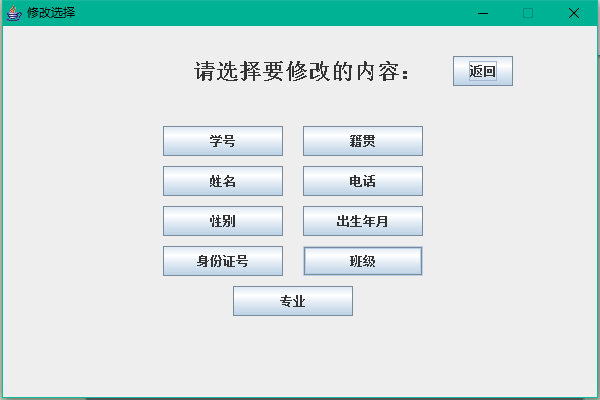 修改选择
请选择要修改的内容：
返回
学号
籍贯
姓名
电话
性别
出生年月
身份证号
班级
专业